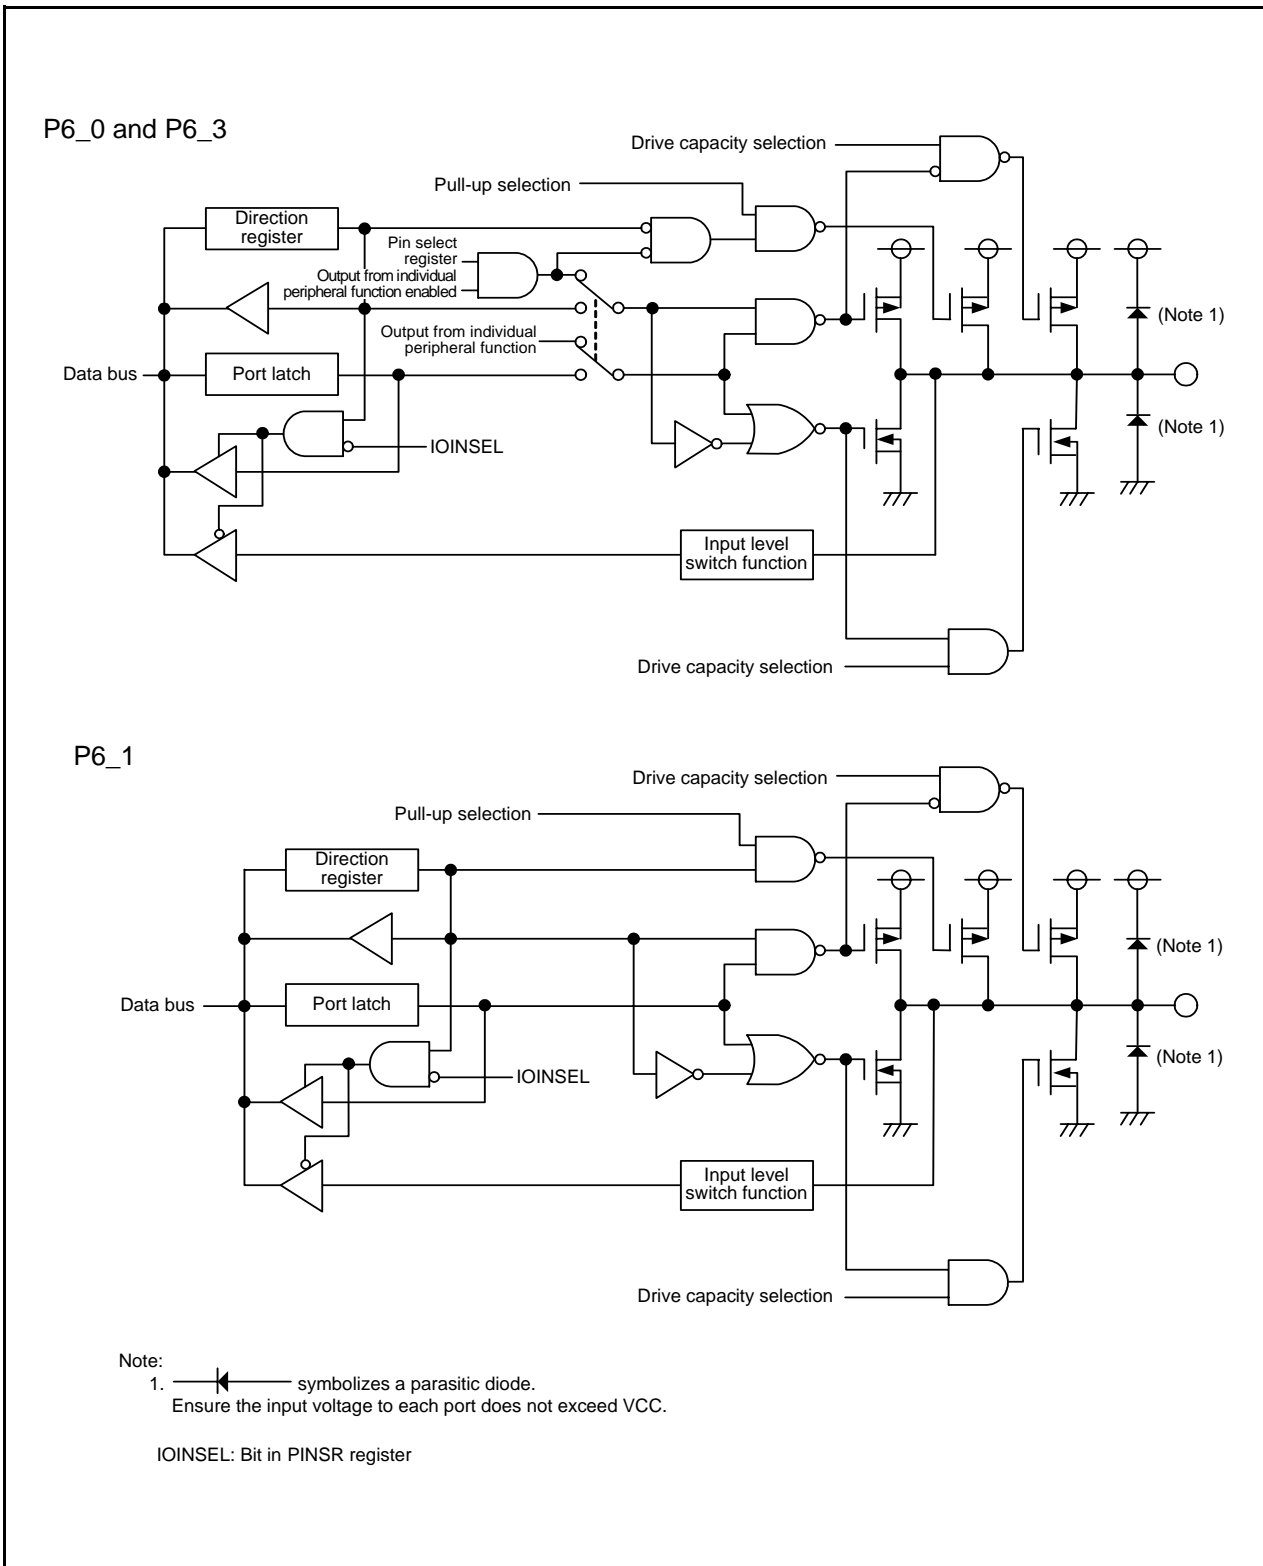 P6_0 and P6_3
Drive capacity selection
Pull-up selection
Direction
register
Pin select
register
Output from individual
peripheral function enabled
(Note 1)
Output from individual
peripheral function
Data bus
Port latch
(Note 1)
IOINSEL
Input level
switch function
Drive capacity selection
P6_1
Drive capacity selection
Pull-up selection
Direction
register
(Note 1)
Data bus
Port latch
(Note 1)
IOINSEL
Input level
switch function
Drive capacity selection
Note:
1. symbolizes a parasitic diode.
Ensure the input voltage to each port does not exceed VCC.
IOINSEL: Bit in PINSR register